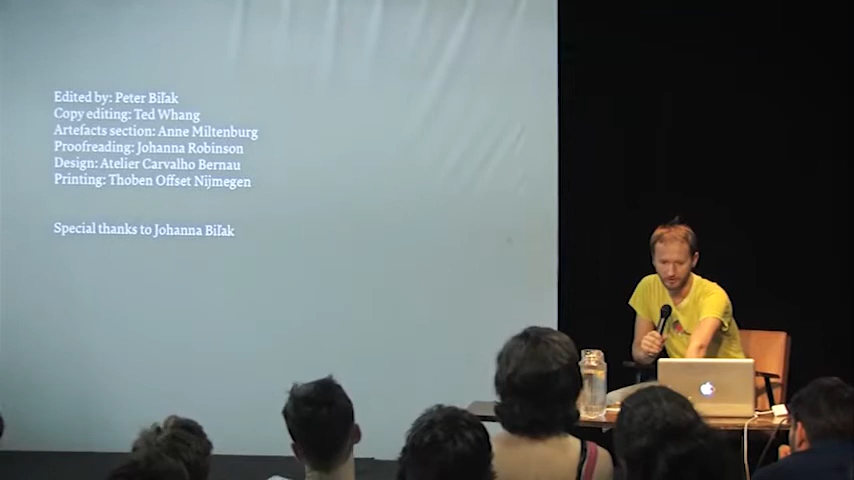 Edited by: Peter Biľak
Copy editing: Ted Whang
Artefacts section: Anne Miltenburg
Proofreading: Johanna Robinson
Design: Atelier Carvalho Bernau
Printing: Thoben Offset Nijmegen
Special thanks to Johanna Biľak